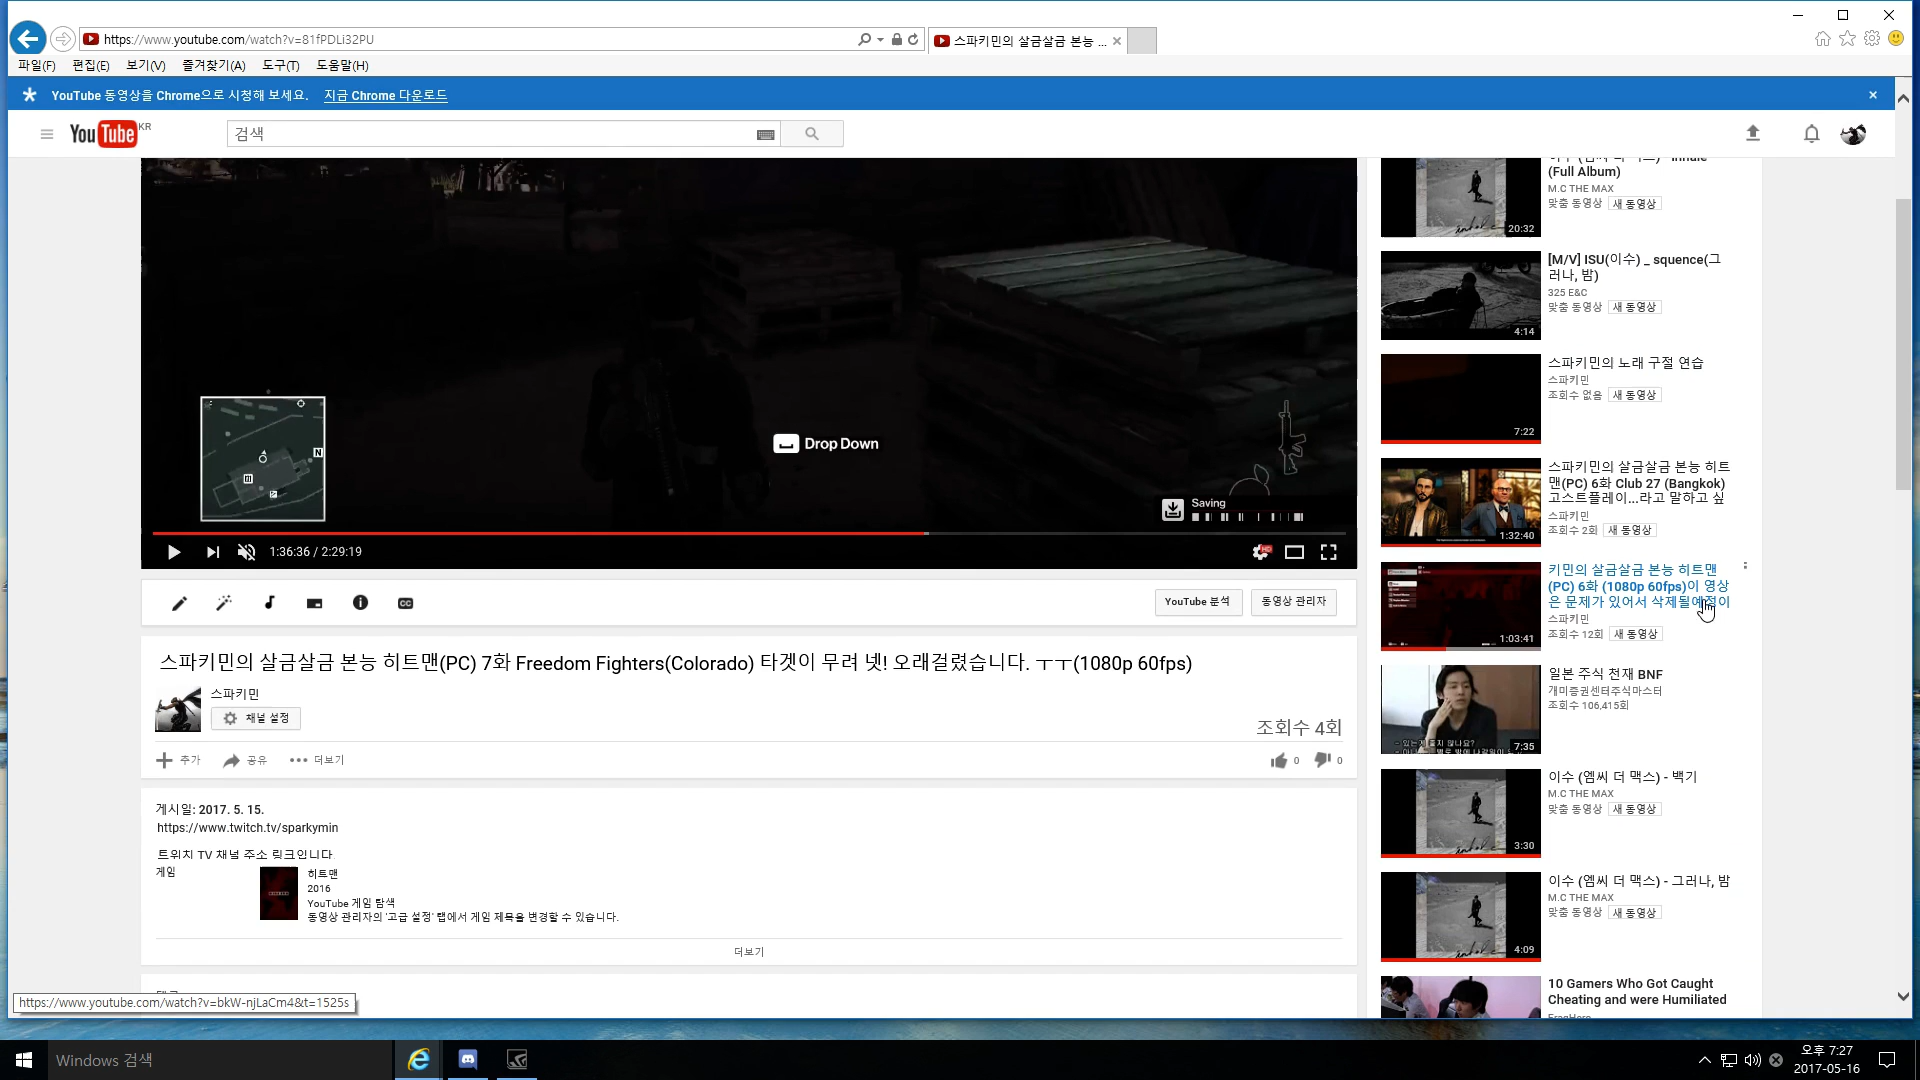 https://www.youtube.com/watch?v=81fPDLi32PU
스파키민의 살금살금 본능 ...
파일(F) 편집(E) 보기(V) 즐겨찾기(A) 도구(T) 도움말(H)
YouTube 동영상을 Chrome으로 시청해 보세요. 지금 Chrome 다운로드
YouTube KR
검색
Drop Down
N
Saving
1:36:36 / 2:29:19
HD
CC
YouTube 분석
동영상 관리자
스파키민의 살금살금 본능 히트맨(PC) 7화 Freedom Fighters(Colorado) 타겟이 무려 넷! 오래걸렸습니다. ㅜㅜ(1080p 60fps)
스파키민
채널 설정
조회수 4회
추가 공유 더보기
0 0
게시일: 2017. 5. 15.
https://www.twitch.tv/sparkymin
트위치 TV 채널 주소 링크입니다.
게임
히트맨
2016
YouTube 게임 탐색
동영상 관리자의 '고급 설정' 탭에서 게임 제목을 변경할 수 있습니다.
더보기
이수 (엠씨 더 맥스) - Inhale
(Full Album)
M.C THE MAX
맞춤 동영상 새 동영상
20:32
[M/V] ISU(이수) _ squence(그
러나, 밤)
325 E&C
맞춤 동영상 새 동영상
4:14
스파키민의 노래 구절 연습
스파키민
조회수 없음 새 동영상
7:22
스파키민의 살금살금 본능 히트
맨(PC) 6화 Club 27 (Bangkok)
고스트플레이...라고 말하고 싶
스파키민
조회수 2회 새 동영상
1:32:40
키민의 살금살금 본능 히트맨
(PC) 6화 (1080p 60fps)이 영상
은 문제가 있어서 삭제될예정이
스파키민
조회수 12회 새 동영상
1:03:41
일본 주식 천재 BNF
개미증권센터주식마스터
조회수 106,415회
7:35
이수 (엠씨 더 맥스) - 백기
M.C THE MAX
맞춤 동영상 새 동영상
3:30
이수 (엠씨 더 맥스) - 그러나, 밤
M.C THE MAX
맞춤 동영상 새 동영상
4:09
10 Gamers Who Got Caught
Cheating and were Humiliated
https://www.youtube.com/watch?v=bkW-njLaCm4&t=1525s
Windows 검색
오후 7:27
2017-05-16